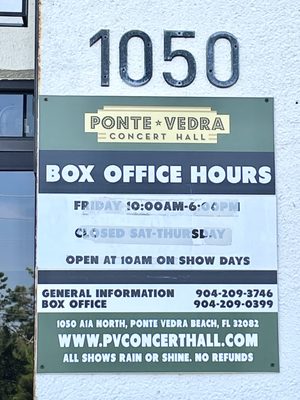 1050
PONTE ★ VEDRA
CONCERT HALL
BOX OFFICE HOURS
FRIDAY 10:00AM-6:00PM
CLOSED SAT-THURSDAY
OPEN AT 10AM ON SHOW DAYS
GENERAL INFORMATION 904-209-3746
BOX OFFICE 904-209-0399
1050 A1A NORTH, PONTE VEDRA BEACH, FL 32082
WWW.PVCONCERTHALL.COM
ALL SHOWS RAIN OR SHINE. NO REFUNDS